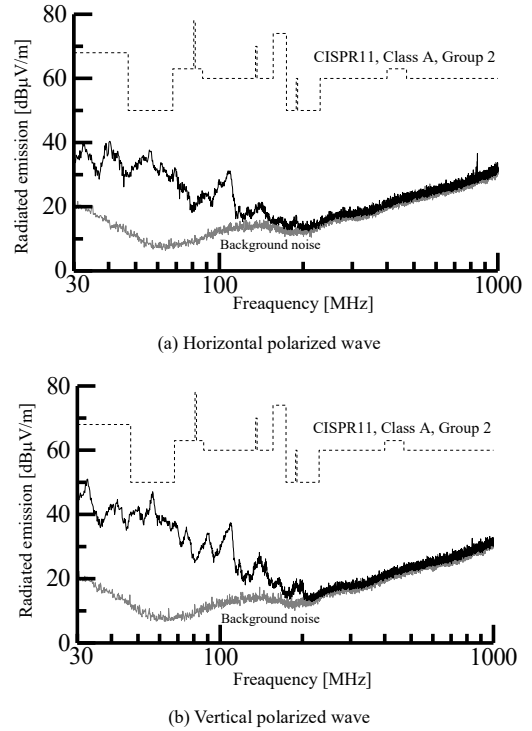 80
60
40
20
0
Radiated emission [dBµV/m]
CISPR11, Class A, Group 2
Background noise
30
100
1000
Freaquency [MHz]
(a) Horizontal polarized wave
80
60
40
20
0
Radiated emission [dBµV/m]
CISPR11, Class A, Group 2
Background noise
30
100
1000
Freaquency [MHz]
(b) Vertical polarized wave